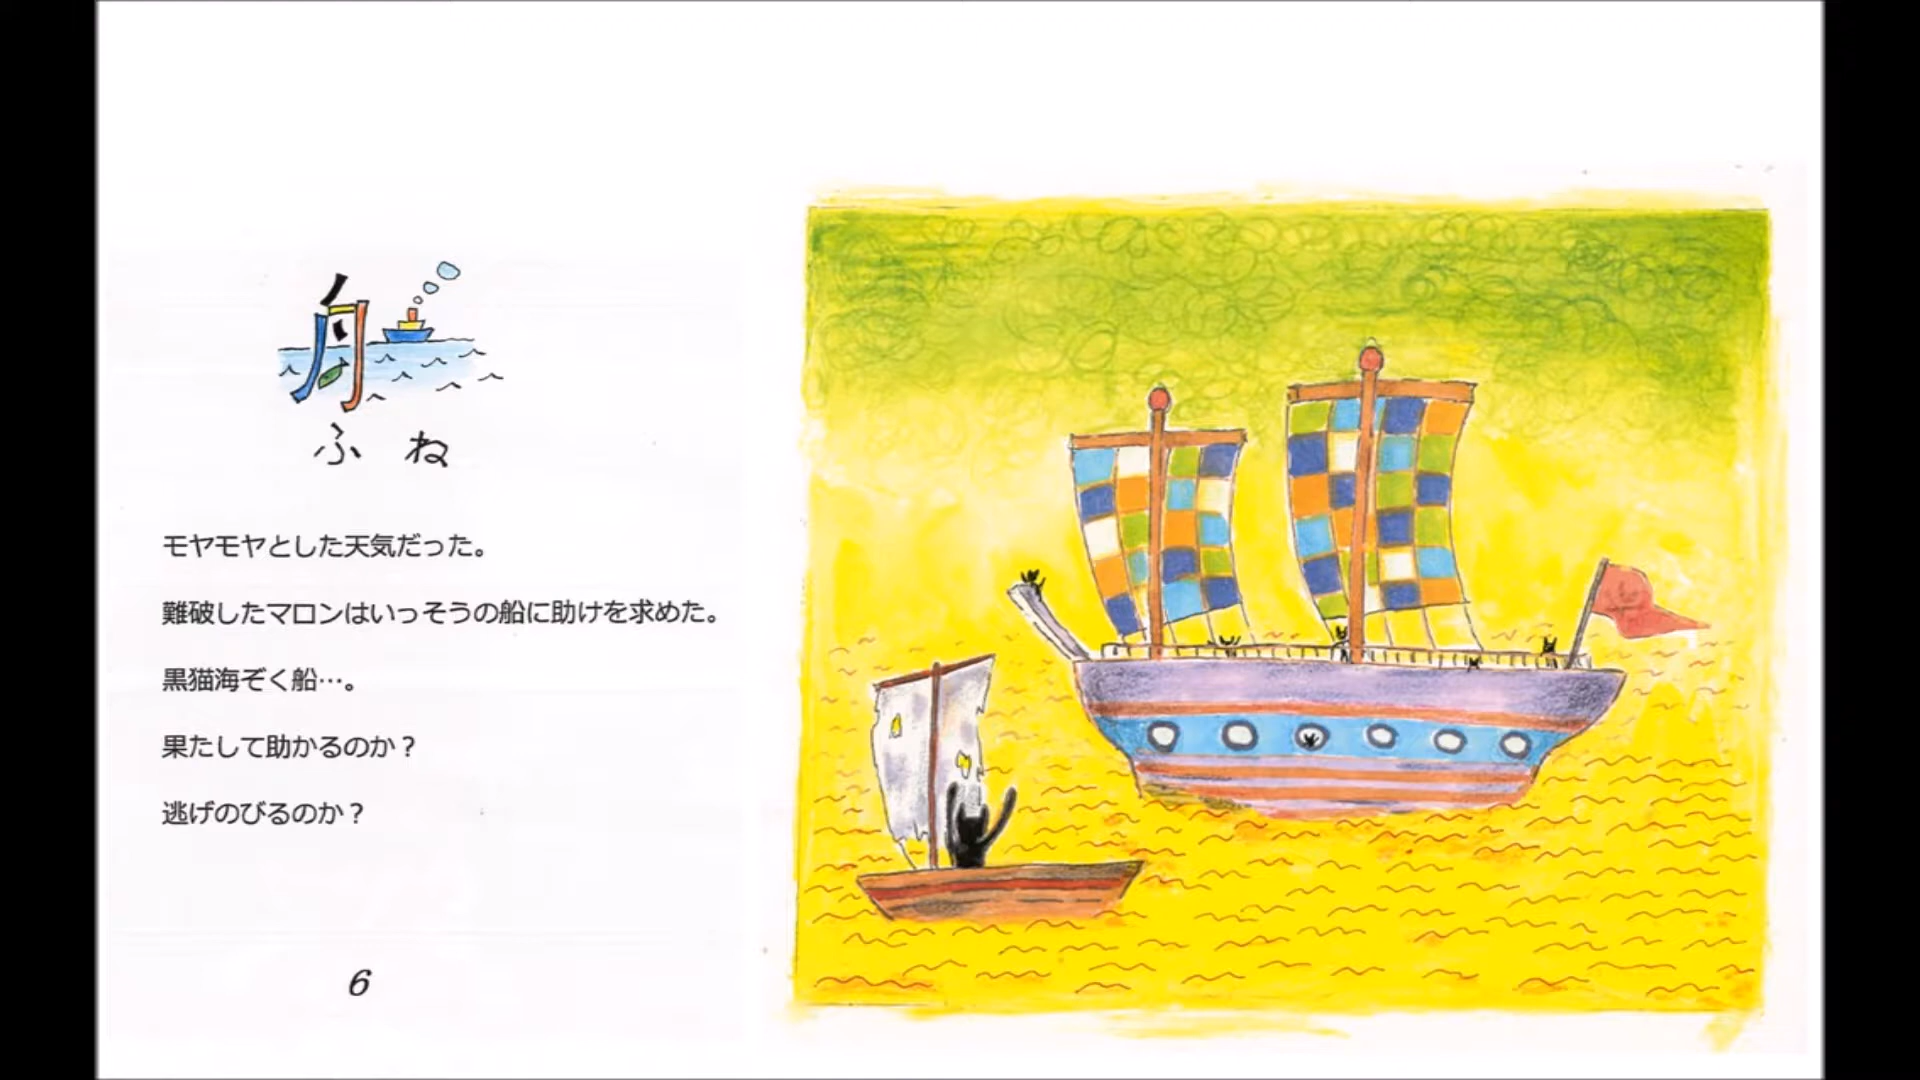 舟
ふね
モヤモヤとした天気だった。
難破したマロンはいっそうの船に助けを求めた。
黒猫海ぞく船…。
果たして助かるのか？
逃げのびるのか？
6